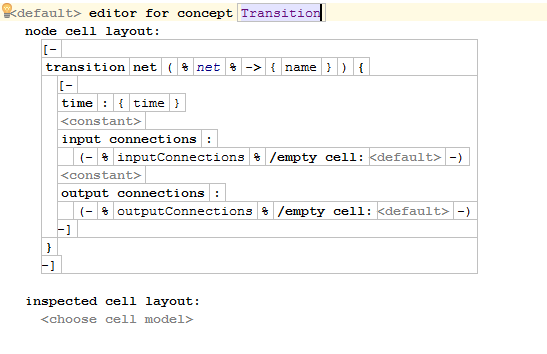 <default> editor for concept Transition
node cell layout:
[-
transition net ( % net % -> { name } ) {
[-
time : { time }
<constant>
input connections :
(- % inputConnections % /empty cell: <default> -)
<constant>
output connections :
(- % outputConnections % /empty cell: <default> -)
-]
}
-]
inspected cell layout:
<choose cell model>